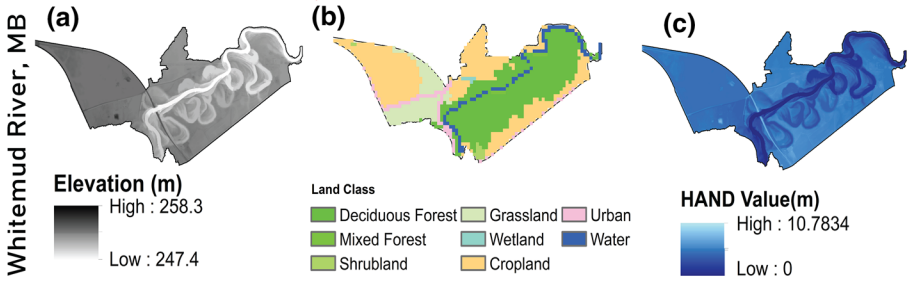 Whitemud River, MB
(a)
(b)
(c)
Elevation (m)
High : 258.3
Low : 247.4
Land Class
Deciduous Forest
Grassland
Urban
Mixed Forest
Wetland
Water
Shrubland
Cropland
HAND Value(m)
High : 10.7834
Low : 0